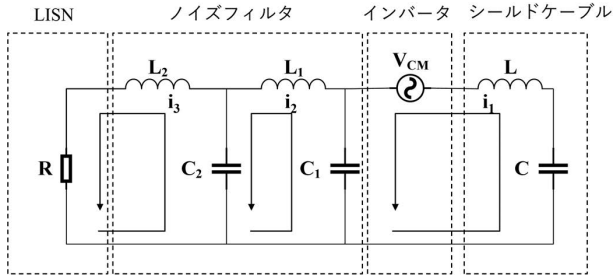 LISN
ノイズフィルタ
インバータ
シールドケーブル
L₂
L₁
V_CM
L
i₃
i₂
i₁
R
C₂
C₁
C